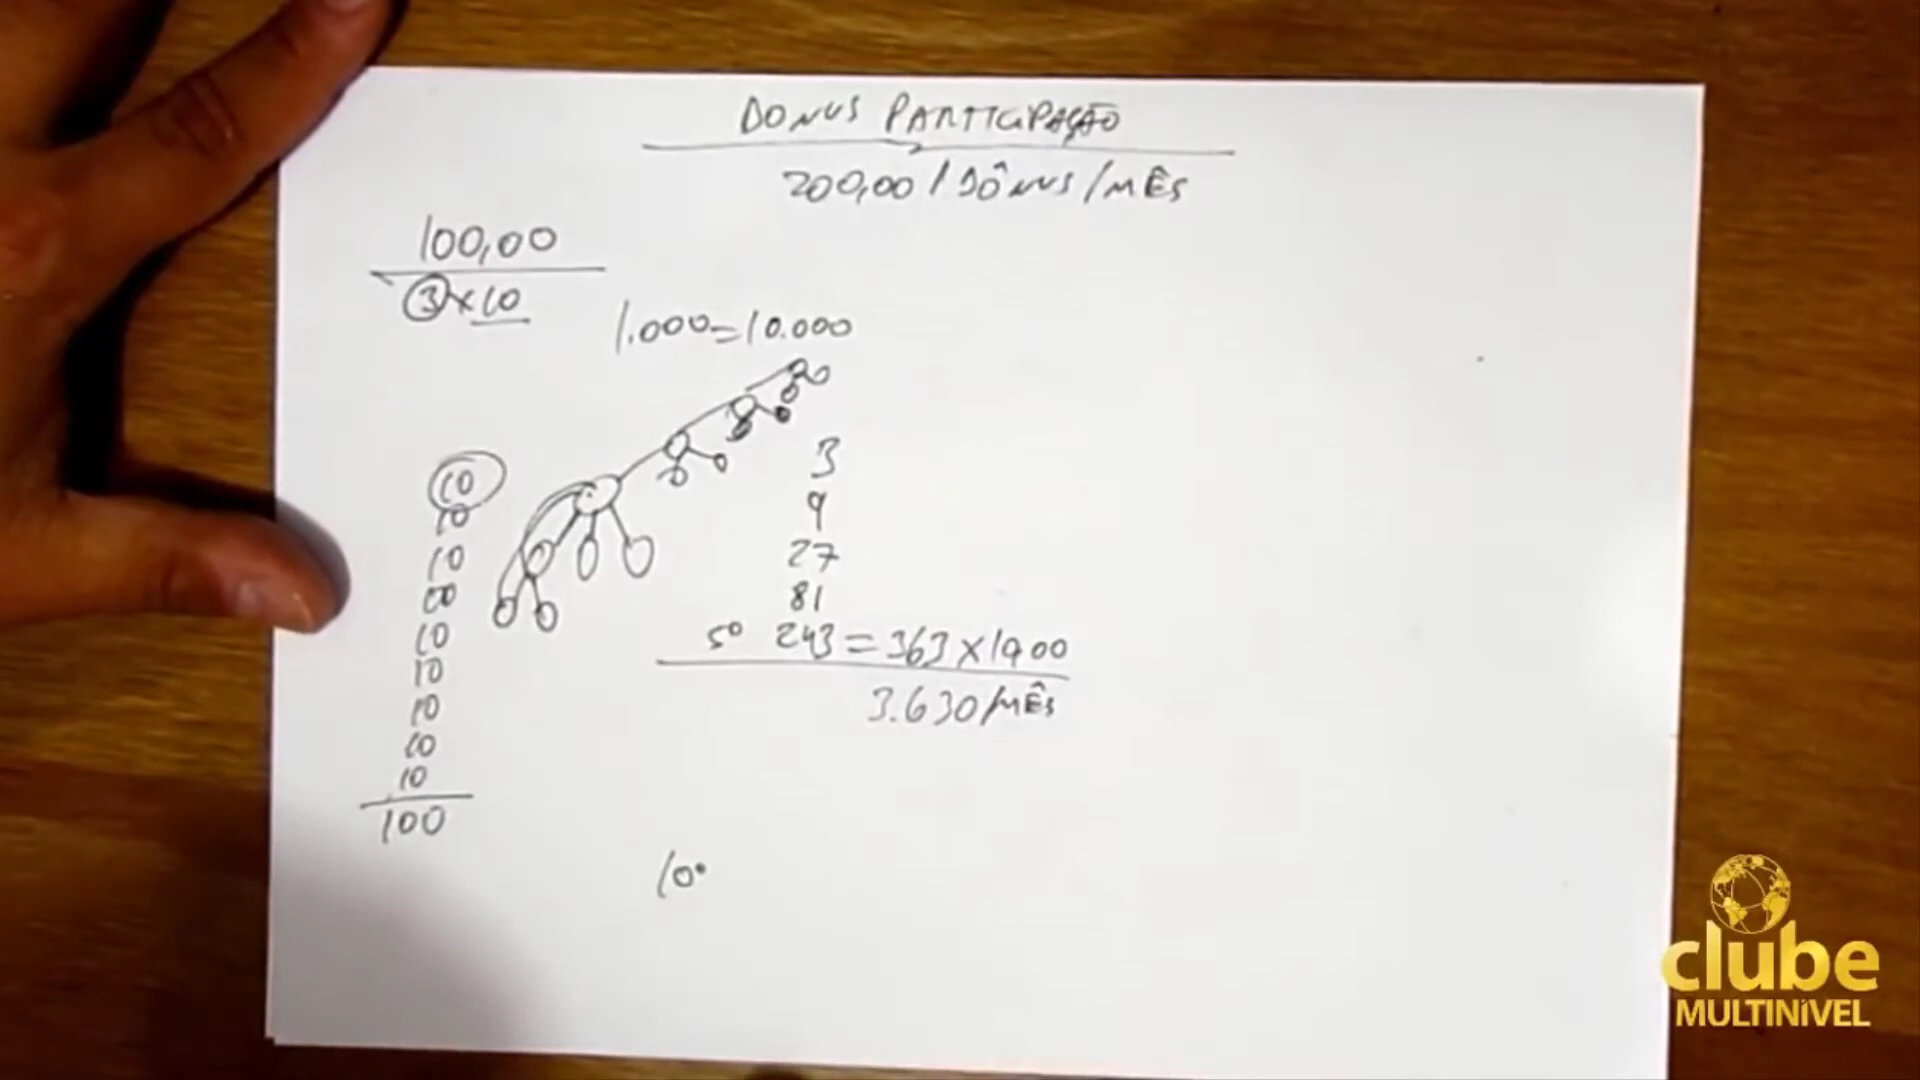 BONUS PARTICIPAÇÃO
200,00 / BÔNUS / MÊS
100,00
3 x 10
1.000 = 10.000
10
10
10
10
10
10
10
10
10
100
3
9
27
81
5º 243 = 363 x 10,00
3.630 / MÊS
10º
clube
MULTINÍVEL